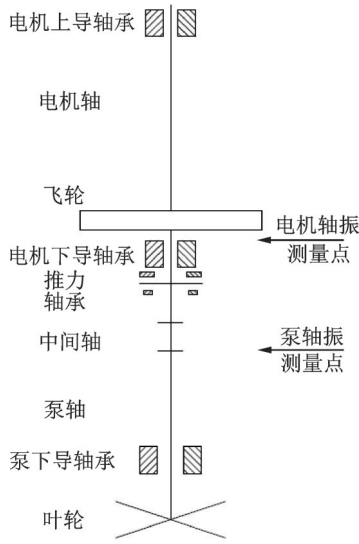 电机上导轴承
电机轴
飞轮
电机轴振
测量点
电机下导轴承
推力
轴承
中间轴
泵轴振
测量点
泵轴
泵下导轴承
叶轮